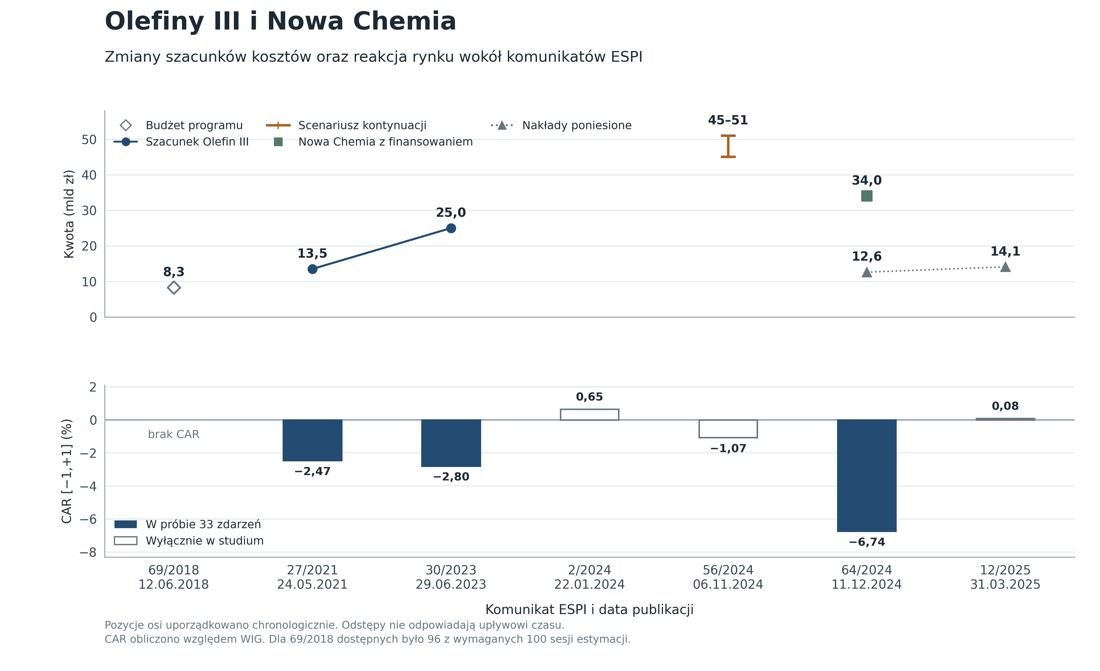 Olefiny III i Nowa Chemia
Zmiany szacunków kosztów oraz reakcja rynku wokół komunikatów ESPI
Budżet programu
Szacunek Olefin III
Scenariusz kontynuacji
Nowa Chemia z finansowaniem
Nakłady poniesione
Kwota (mld zł)
50
40
30
20
10
0
8,3
13,5
25,0
45–51
34,0
12,6
14,1
CAR [−1,+1] (%)
2
0
−2
−4
−6
−8
brak CAR
−2,47
−2,80
0,65
−1,07
−6,74
0,08
W próbie 33 zdarzeń
Wyłącznie w studium
69/2018
12.06.2018
27/2021
24.05.2021
30/2023
29.06.2023
2/2024
22.01.2024
56/2024
06.11.2024
64/2024
11.12.2024
12/2025
31.03.2025
Komunikat ESPI i data publikacji
Pozycje osi uporządkowano chronologicznie. Odstępy nie odpowiadają upływowi czasu.
CAR obliczono względem WIG. Dla 69/2018 dostępnych było 96 z wymaganych 100 sesji estymacji.